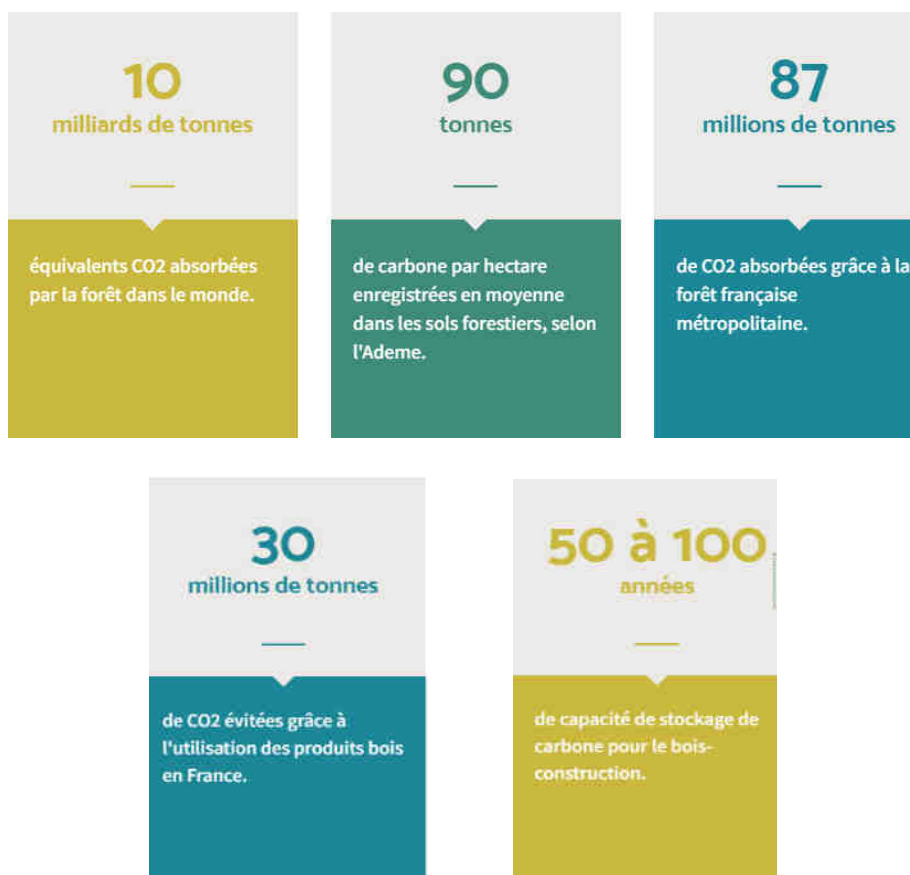 10
milliards de tonnes
équivalents CO2 absorbées
par la forêt dans le monde.
90
tonnes
de carbone par hectare
enregistrées en moyenne
dans les sols forestiers, selon
l'Ademe.
87
millions de tonnes
de CO2 absorbées grâce à la
forêt française
métropolitaine.
30
millions de tonnes
de CO2 évitées grâce à
l'utilisation des produits bois
en France.
50 à 100
années
de capacité de stockage de
carbone pour le bois-
construction.